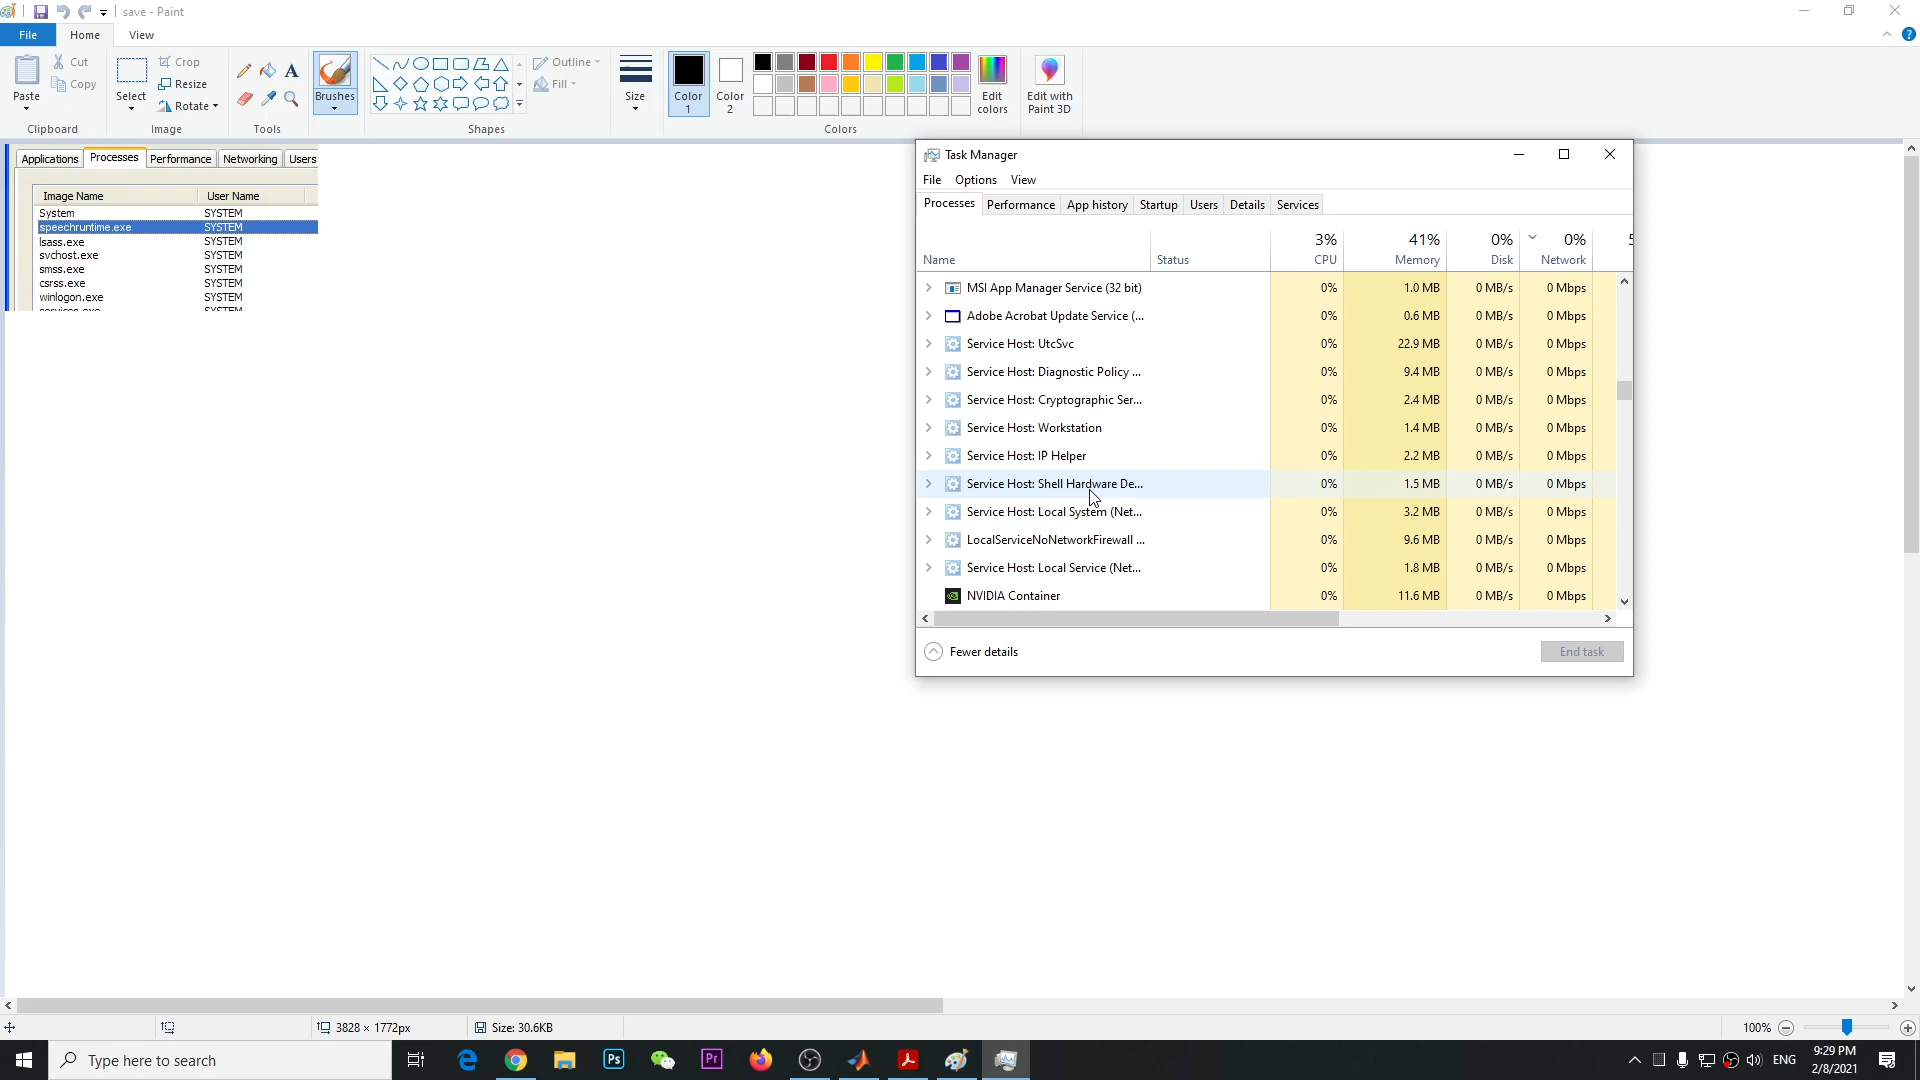 save - Paint
File
Home
View
Paste
Cut
Copy
Clipboard
Select
Crop
Resize
Rotate
Image
Tools
Brushes
Shapes
Outline
Fill
Size
Color 1
Color 2
Edit colors
Colors
Edit with Paint 3D
Applications Processes Performance Networking Users
Image Name User Name
System SYSTEM
speechruntime.exe SYSTEM
lsass.exe SYSTEM
svchost.exe SYSTEM
smss.exe SYSTEM
csrss.exe SYSTEM
winlogon.exe SYSTEM
services.exe SYSTEM
Task Manager
File Options View
Processes Performance App history Startup Users Details Services
3% 41% 0% 0%
Name Status CPU Memory Disk Network
MSI App Manager Service (32 bit) 0% 1.0 MB 0 MB/s 0 Mbps
Adobe Acrobat Update Service (... 0% 0.6 MB 0 MB/s 0 Mbps
Service Host: UtcSvc 0% 22.9 MB 0 MB/s 0 Mbps
Service Host: Diagnostic Policy ... 0% 9.4 MB 0 MB/s 0 Mbps
Service Host: Cryptographic Ser... 0% 2.4 MB 0 MB/s 0 Mbps
Service Host: Workstation 0% 1.4 MB 0 MB/s 0 Mbps
Service Host: IP Helper 0% 2.2 MB 0 MB/s 0 Mbps
Service Host: Shell Hardware De... 0% 1.5 MB 0 MB/s 0 Mbps
Service Host: Local System (Net... 0% 3.2 MB 0 MB/s 0 Mbps
LocalServiceNoNetworkFirewall ... 0% 9.6 MB 0 MB/s 0 Mbps
Service Host: Local Service (Net... 0% 1.8 MB 0 MB/s 0 Mbps
NVIDIA Container 0% 11.6 MB 0 MB/s 0 Mbps
Fewer details
End task
3828 × 1772px
Size: 30.6KB
100%
Type here to search
Ps
Pr
ENG
9:29 PM
2/8/2021